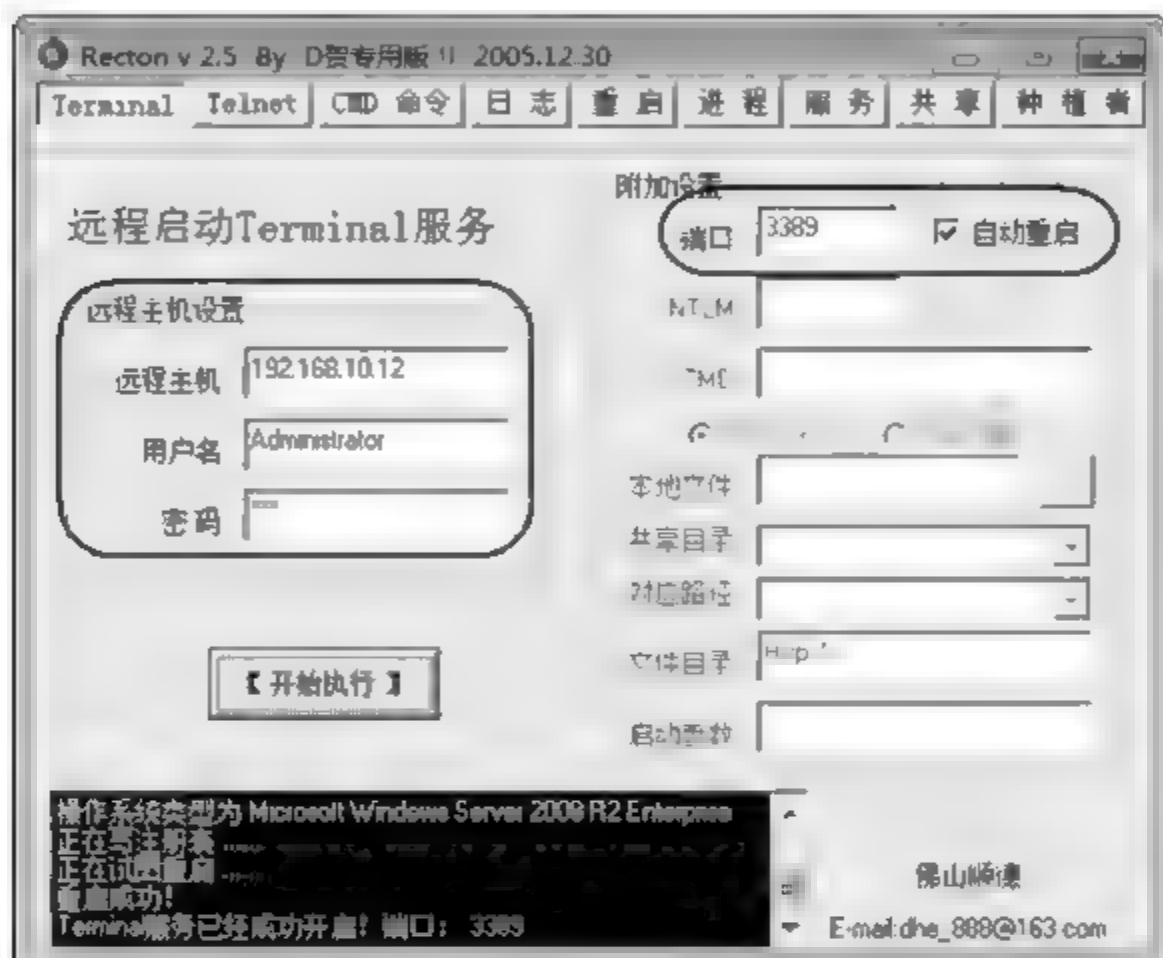 Recton v 2.5 By D贺专用版 2005.12.30
Terminal Telnet CMD 命令 日志 重启 进程 服务 共享 种植者
远程启动Terminal服务
远程主机设置
远程主机 192.168.10.12
用户名 Administrator
密码
【开始执行】
附加设置
端口 3389 自动重启
NTLM
本地文件
共享目录
对应路径
文件目录
启动参数
操作系统类型为 Microsoft Windows Server 2008 R2 Enterprise
正在写注册表
正在试图重启
重启成功!
Terminal服务已经成功开启! 端口: 3389
佛山顺德
E-mail:dhe_888@163.com